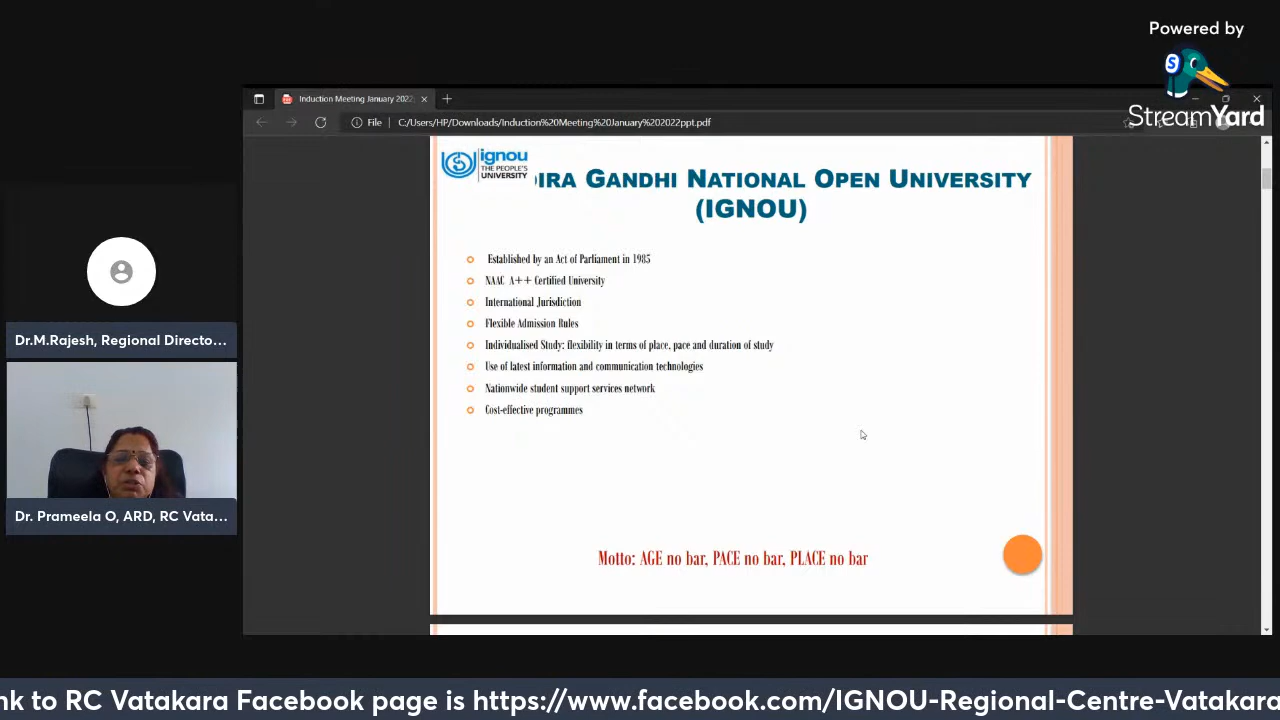 Powered by
StreamYard
Induction Meeting January 2022
File
C:/Users/HP/Downloads/Induction%20Meeting%20January%202022ppt.pdf
ignou
THE PEOPLE'S
UNIVERSITY
IRA GANDHI NATIONAL OPEN UNIVERSITY
(IGNOU)
Established by an Act of Parliament in 1985
NAAC A++ Certified University
International Jurisdiction
Flexible Admission Rules
Individualised Study: flexibility in terms of place, pace and duration of study
Use of latest information and communication technologies
Nationwide student support services network
Cost-effective programmes
Motto: AGE no bar, PACE no bar, PLACE no bar
Dr.M.Rajesh, Regional Directo...
Dr. Prameela O, ARD, RC Vata...
nk to RC Vatakara Facebook page is https://www.facebook.com/IGNOU-Regional-Centre-Vatakara